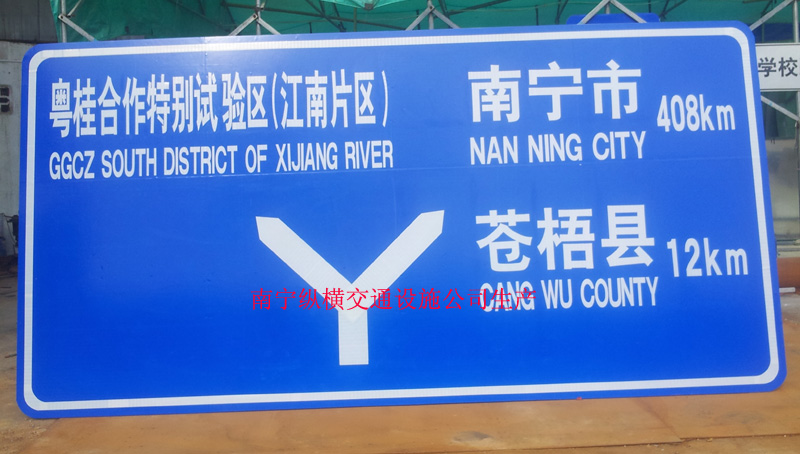 粤桂合作特别试验区(江南片区)
GGCZ SOUTH DISTRICT OF XIJIANG RIVER
南宁市 408km
NAN NING CITY
苍梧县 12km
CANG WU COUNTY
南宁纵横交通设施公司生产
学校